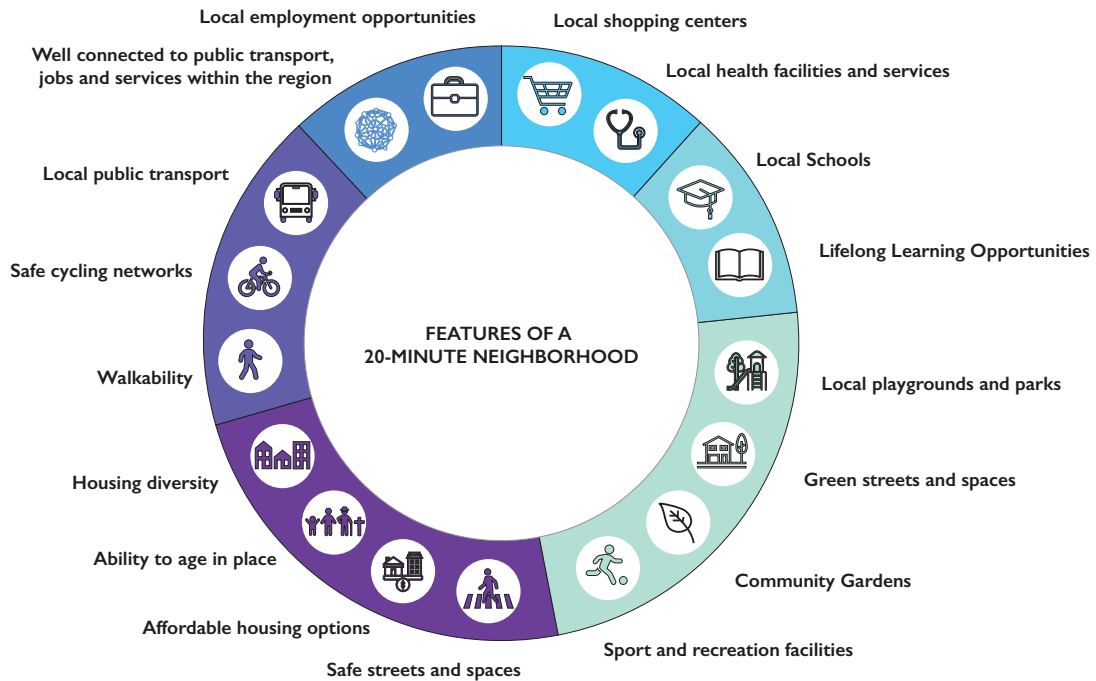 Local employment opportunities
Local shopping centers
Well connected to public transport,
jobs and services within the region
Local health facilities and services
Local public transport
Local Schools
Safe cycling networks
Lifelong Learning Opportunities
FEATURES OF A
20-MINUTE NEIGHBORHOOD
Walkability
Local playgrounds and parks
Housing diversity
Green streets and spaces
Ability to age in place
Community Gardens
Affordable housing options
Sport and recreation facilities
Safe streets and spaces